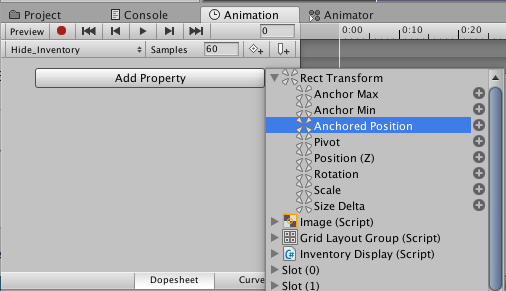 Project Console Animation Animator
Preview 0 0:00 0:10 0:20
Hide_Inventory Samples 60
Add Property
Rect Transform
Anchor Max
Anchor Min
Anchored Position
Pivot
Position (Z)
Rotation
Scale
Size Delta
Image (Script)
Grid Layout Group (Script)
Inventory Display (Script)
Slot (0)
Slot (1)
Dopesheet Curve